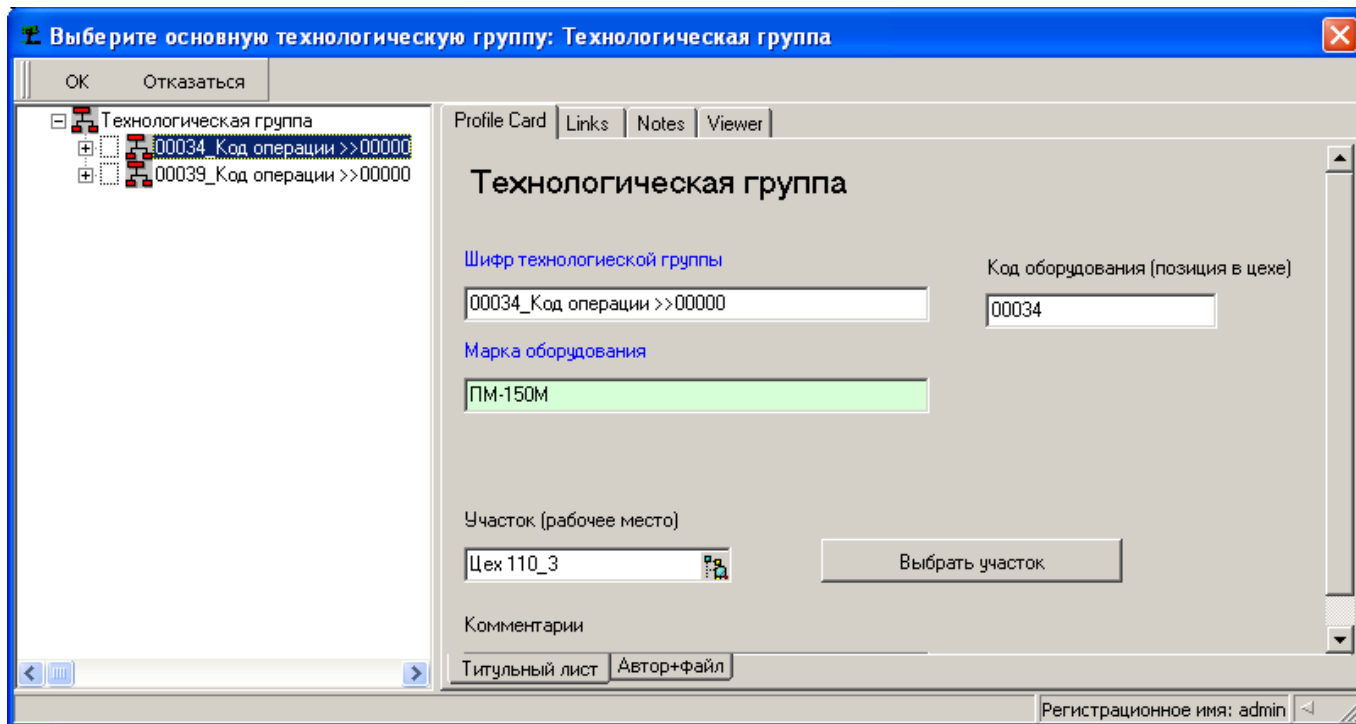 Выберите основную технологическую группу: Технологическая группа
ОК Отказаться
Технологическая группа
00034_Код операции >>00000
00039_Код операции >>00000
Profile Card Links Notes Viewer
Технологическая группа
Шифр технологиеской группы
Код оборудования (позиция в цехе)
00034_Код операции >>00000
00034
Марка оборудования
ПМ-150М
Участок (рабочее место)
Цех 110_3
Выбрать участок
Комментарии
Титульный лист Автор+файл
Регистрационное имя: admin